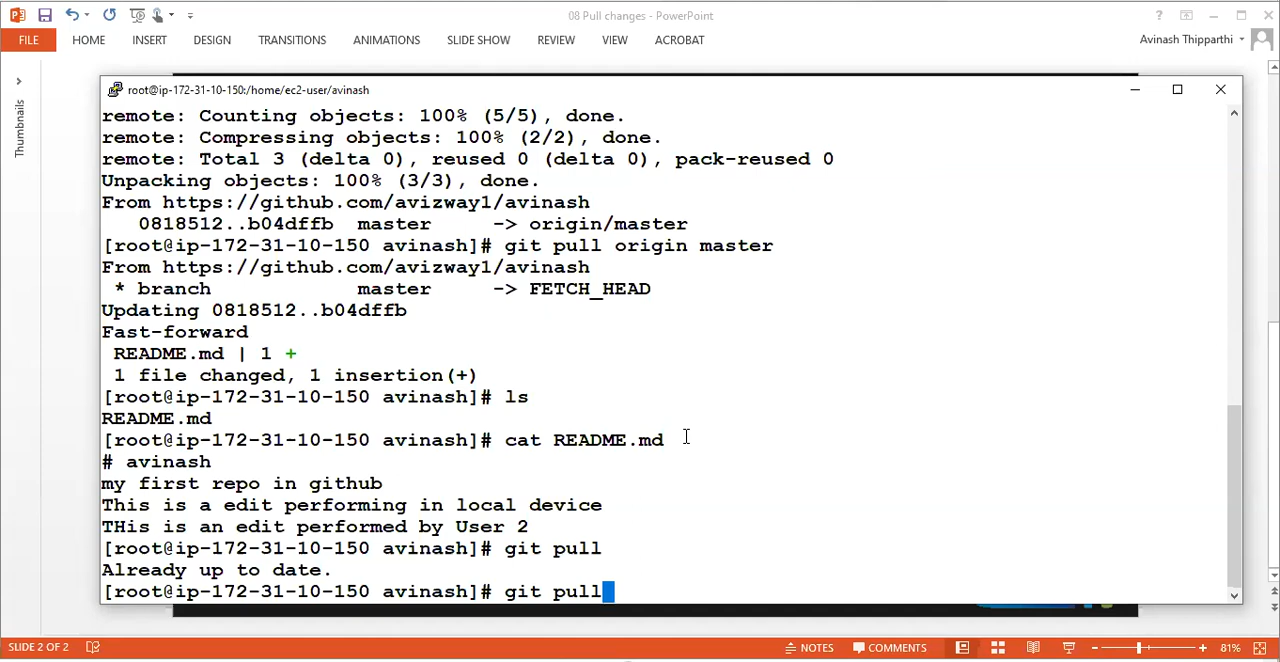 08 Pull changes - PowerPoint
FILE HOME INSERT DESIGN TRANSITIONS ANIMATIONS SLIDE SHOW REVIEW VIEW ACROBAT Avinash Thipparthi
Thumbnails
root@ip-172-31-10-150:/home/ec2-user/avinash
remote: Counting objects: 100% (5/5), done.
remote: Compressing objects: 100% (2/2), done.
remote: Total 3 (delta 0), reused 0 (delta 0), pack-reused 0
Unpacking objects: 100% (3/3), done.
From https://github.com/avizway1/avinash
0818512..b04dffb master -> origin/master
[root@ip-172-31-10-150 avinash]# git pull origin master
From https://github.com/avizway1/avinash
* branch master -> FETCH_HEAD
Updating 0818512..b04dffb
Fast-forward
README.md | 1 +
1 file changed, 1 insertion(+)
[root@ip-172-31-10-150 avinash]# ls
README.md
[root@ip-172-31-10-150 avinash]# cat README.md
# avinash
my first repo in github
This is a edit performing in local device
THis is an edit performed by User 2
[root@ip-172-31-10-150 avinash]# git pull
Already up to date.
[root@ip-172-31-10-150 avinash]# git pull
SLIDE 2 OF 2 NOTES COMMENTS 81%